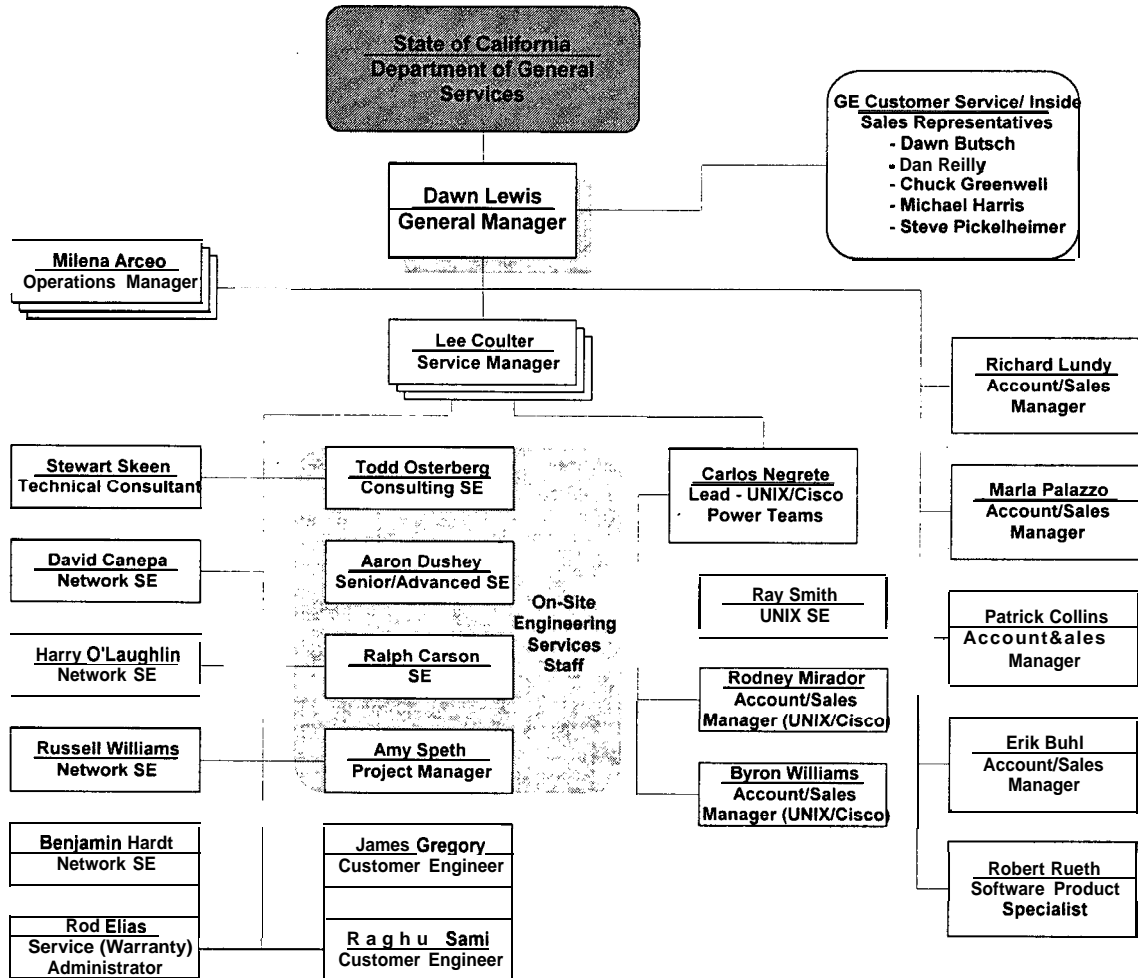 State of California
Department of General
Services
GE Customer Service/ Inside
Sales Representatives
- Dawn Butsch
- Dan Reilly
- Chuck Greenwell
- Michael Harris
- Steve Pickelheimer
Dawn Lewis
General Manager
Milena Arceo
Operations Manager
Lee Coulter
Service Manager
Richard Lundy
Account/Sales
Manager
Stewart Skeen
Technical Consultant
Todd Osterberg
Consulting SE
Carlos Negrete
Lead - UNIX/Cisco
Power Teams
Marla Palazzo
Account/Sales
Manager
David Canepa
Network SE
Aaron Dushey
Senior/Advanced SE
On-Site
Engineering
Services
Staff
Ray Smith
UNIX SE
Patrick Collins
Account&ales
Manager
Harry O'Laughlin
Network SE
Ralph Carson
SE
Rodney Mirador
Account/Sales
Manager (UNIX/Cisco)
Russell Williams
Network SE
Amy Speth
Project Manager
Byron Williams
Account/Sales
Manager (UNIX/Cisco)
Erik Buhl
Account/Sales
Manager
Benjamin Hardt
Network SE
James Gregory
Customer Engineer
Robert Rueth
Software Product
Specialist
Rod Elias
Service (Warranty)
Administrator
Raghu Sami
Customer Engineer